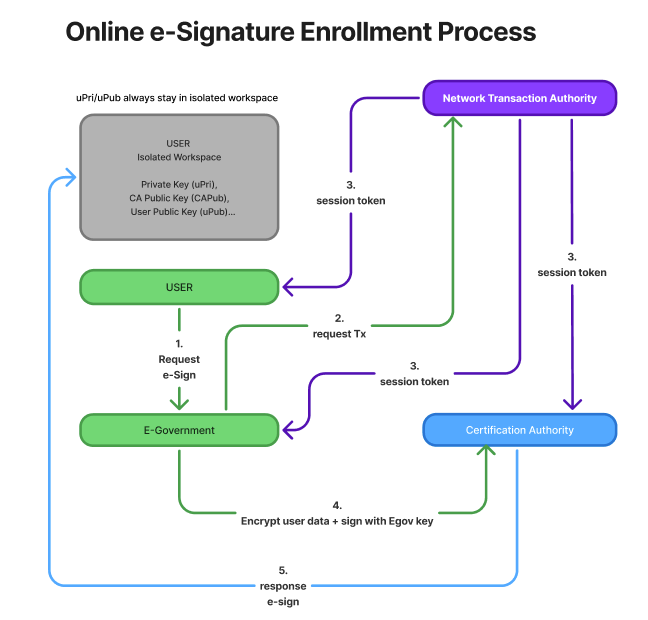 Online e-Signature Enrollment Process
uPri/uPub always stay in isolated workspace
Network Transaction Authority
USER
Isolated Workspace
Private Key (uPri),
CA Public Key (CAPub),
User Public Key (uPub)...
3.
session token
3.
session token
USER
2.
request Tx
1.
Request
e-Sign
3.
session token
E-Government
Certification Authority
4.
Encrypt user data + sign with Egov key
5.
response
e-sign